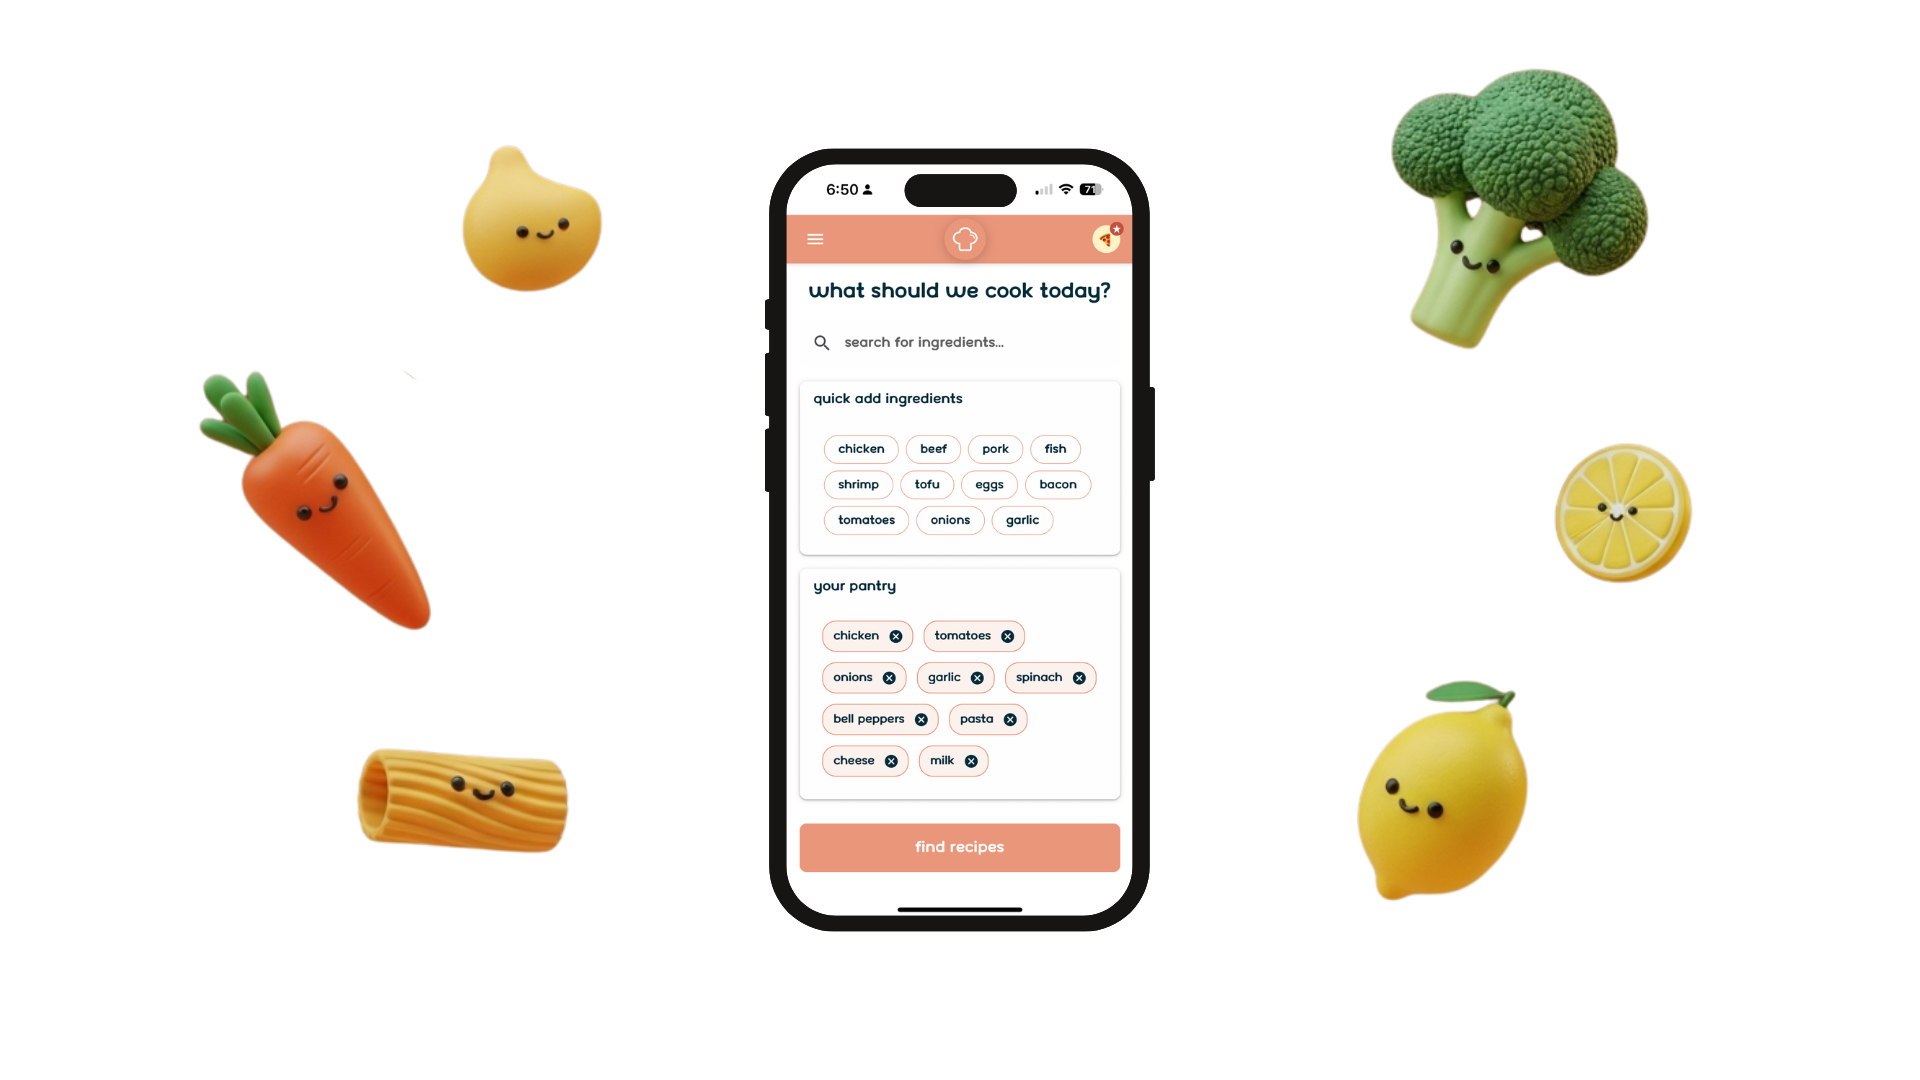 6:50
71
what should we cook today?
search for ingredients...
quick add ingredients
chicken beef pork fish
shrimp tofu eggs bacon
tomatoes onions garlic
your pantry
chicken tomatoes
onions garlic spinach
bell peppers pasta
cheese milk
find recipes